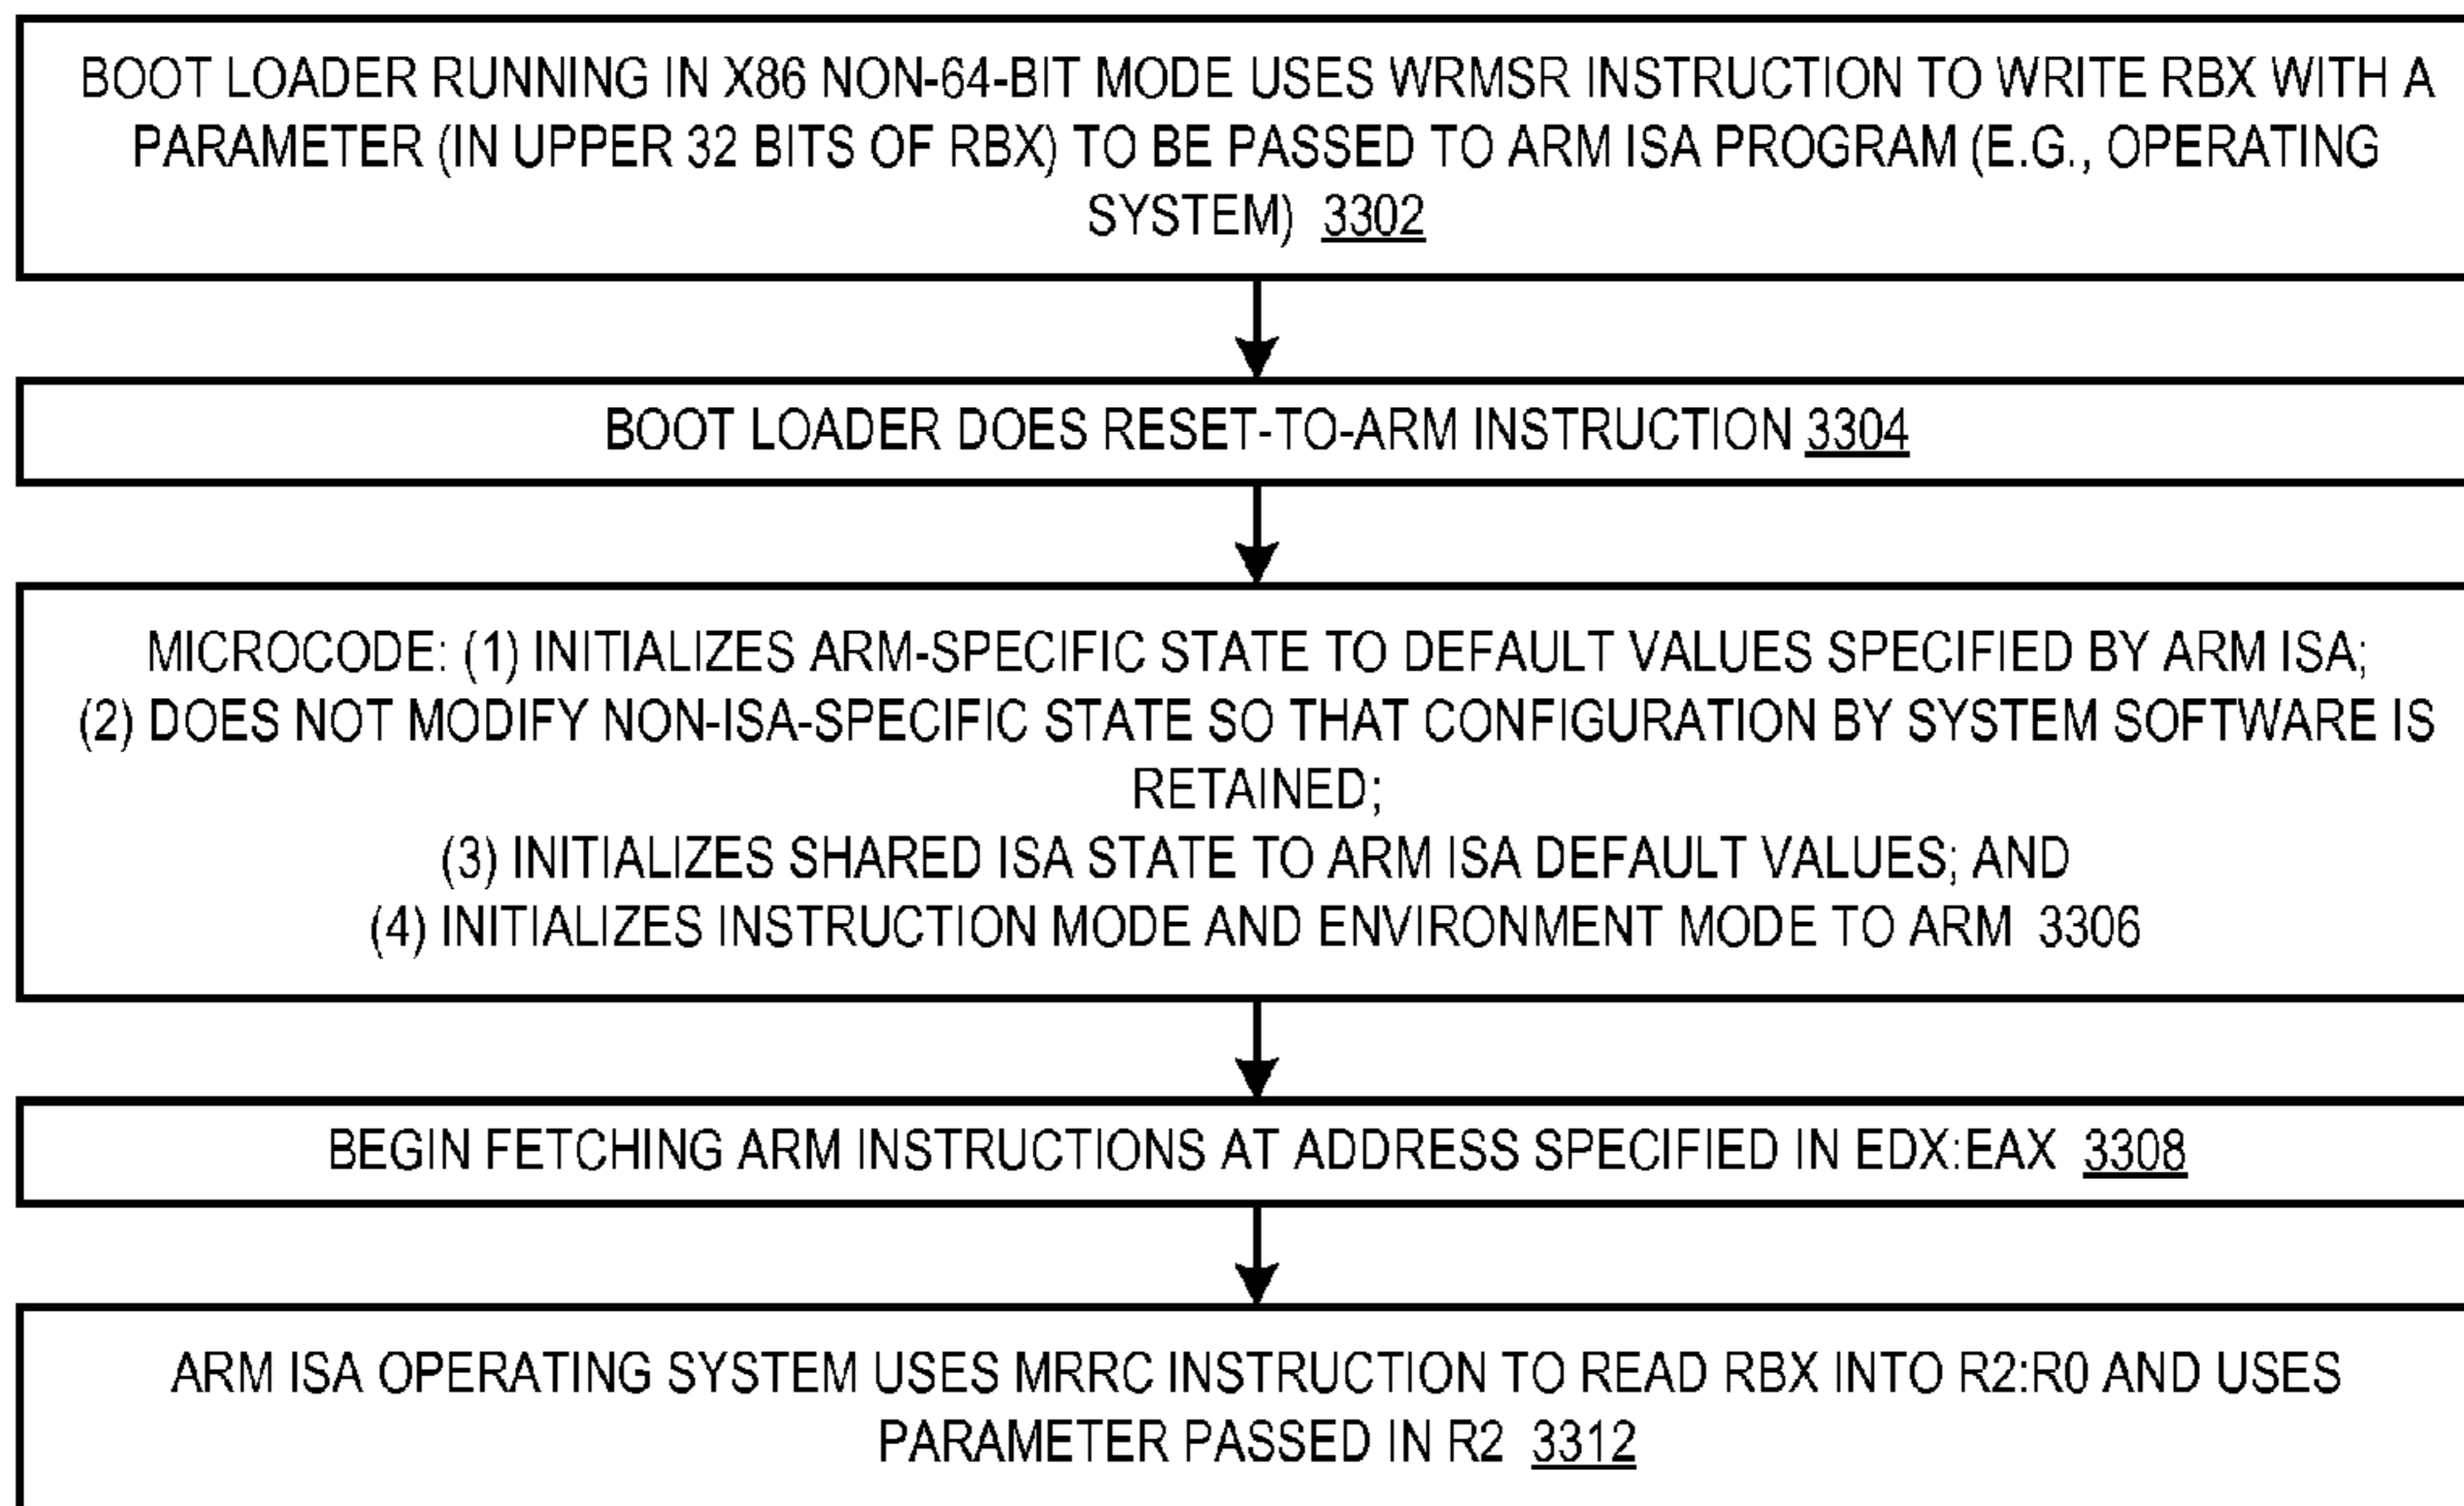 BOOT LOADER RUNNING IN X86 NON-64-BIT MODE USES WRMSR INSTRUCTION TO WRITE RBX WITH A
PARAMETER (IN UPPER 32 BITS OF RBX) TO BE PASSED TO ARM ISA PROGRAM (E.G., OPERATING
SYSTEM) 3302
BOOT LOADER DOES RESET-TO-ARM INSTRUCTION 3304
MICROCODE: (1) INITIALIZES ARM-SPECIFIC STATE TO DEFAULT VALUES SPECIFIED BY ARM ISA;
(2) DOES NOT MODIFY NON-ISA-SPECIFIC STATE SO THAT CONFIGURATION BY SYSTEM SOFTWARE IS
RETAINED;
(3) INITIALIZES SHARED ISA STATE TO ARM ISA DEFAULT VALUES; AND
(4) INITIALIZES INSTRUCTION MODE AND ENVIRONMENT MODE TO ARM 3306
BEGIN FETCHING ARM INSTRUCTIONS AT ADDRESS SPECIFIED IN EDX:EAX 3308
ARM ISA OPERATING SYSTEM USES MRRC INSTRUCTION TO READ RBX INTO R2:R0 AND USES
PARAMETER PASSED IN R2 3312